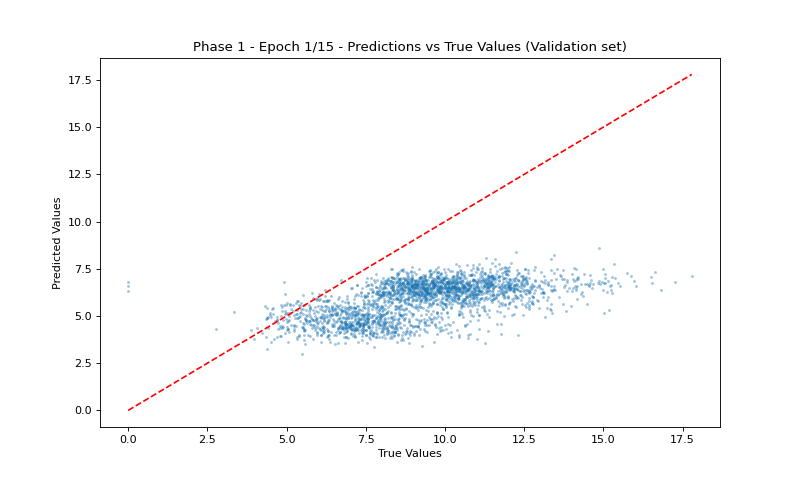 Phase 1 - Epoch 1/15 - Predictions vs True Values (Validation set)
Predicted Values
17.5
15.0
12.5
10.0
7.5
5.0
2.5
0.0
0.0 2.5 5.0 7.5 10.0 12.5 15.0 17.5
True Values